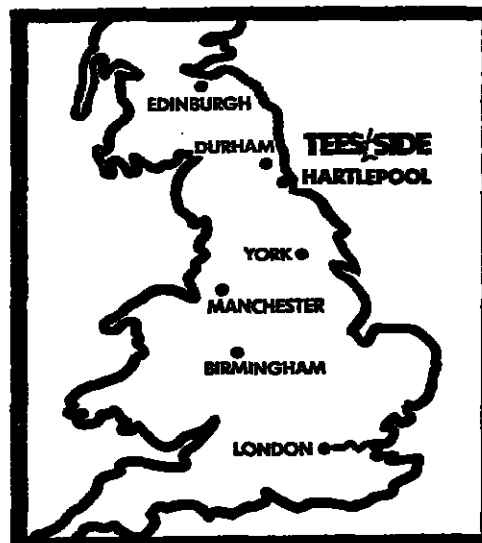 EDINBURGH
DURHAM
TEES/SIDE
HARTLEPOOL
YORK
MANCHESTER
BIRMINGHAM
LONDON